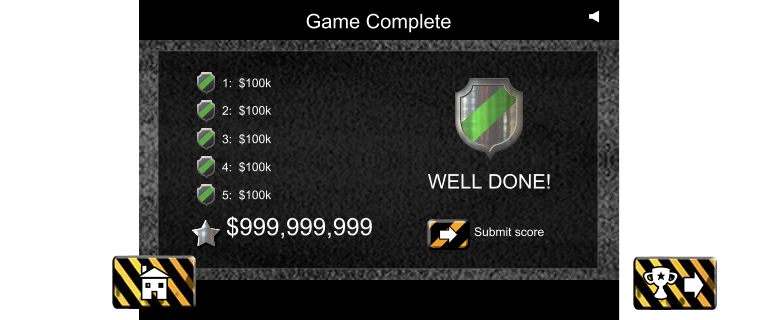 Game Complete
1: $100k
2: $100k
3: $100k
4: $100k
5: $100k
$999,999,999
WELL DONE!
Submit score